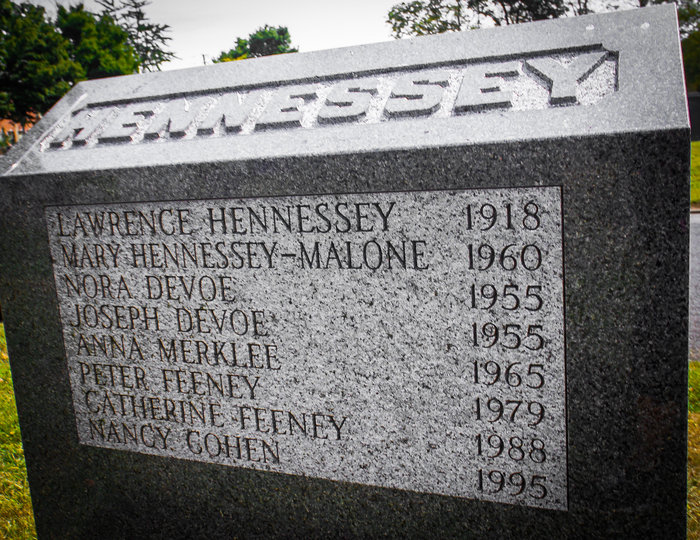 HENNESSEY
LAWRENCE HENNESSEY 1918
MARY HENNESSEY-MALONE 1960
NORA DEVOE 1955
JOSEPH DEVOE 1955
ANNA MERKLEE 1965
PETER FEENEY 1979
CATHERINE FEENEY 1988
NANCY COHEN 1995